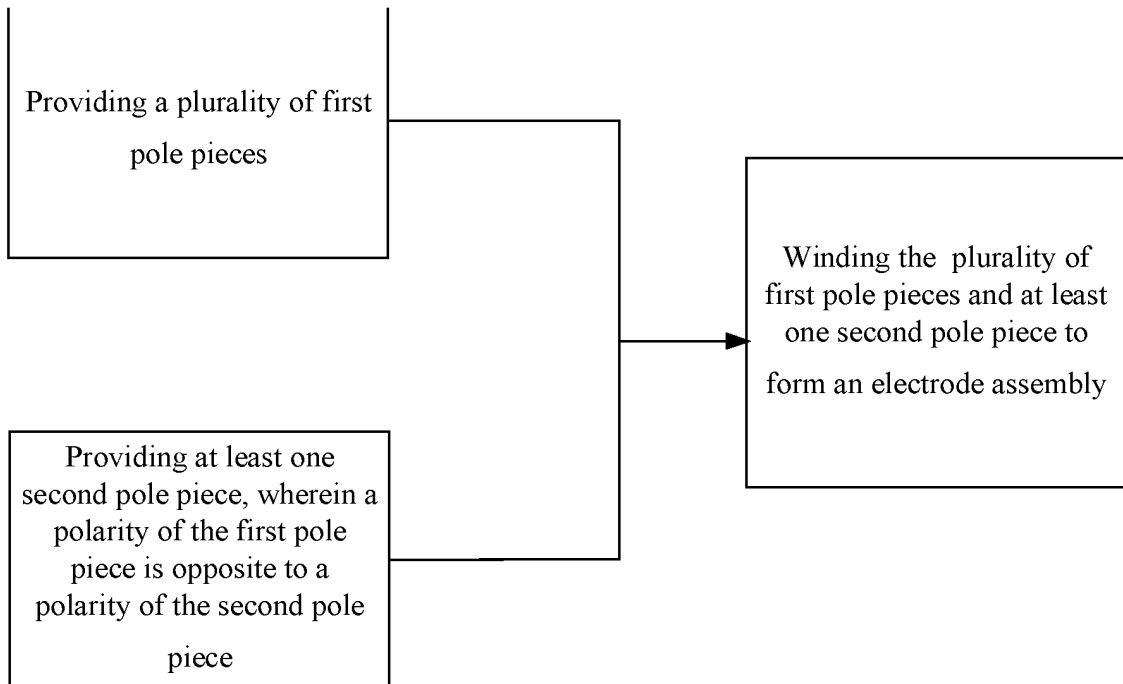 Providing a plurality of first
pole pieces
Winding the plurality of
first pole pieces and at least
one second pole piece to
form an electrode assembly
Providing at least one
second pole piece, wherein a
polarity of the first pole
piece is opposite to a
polarity of the second pole
piece